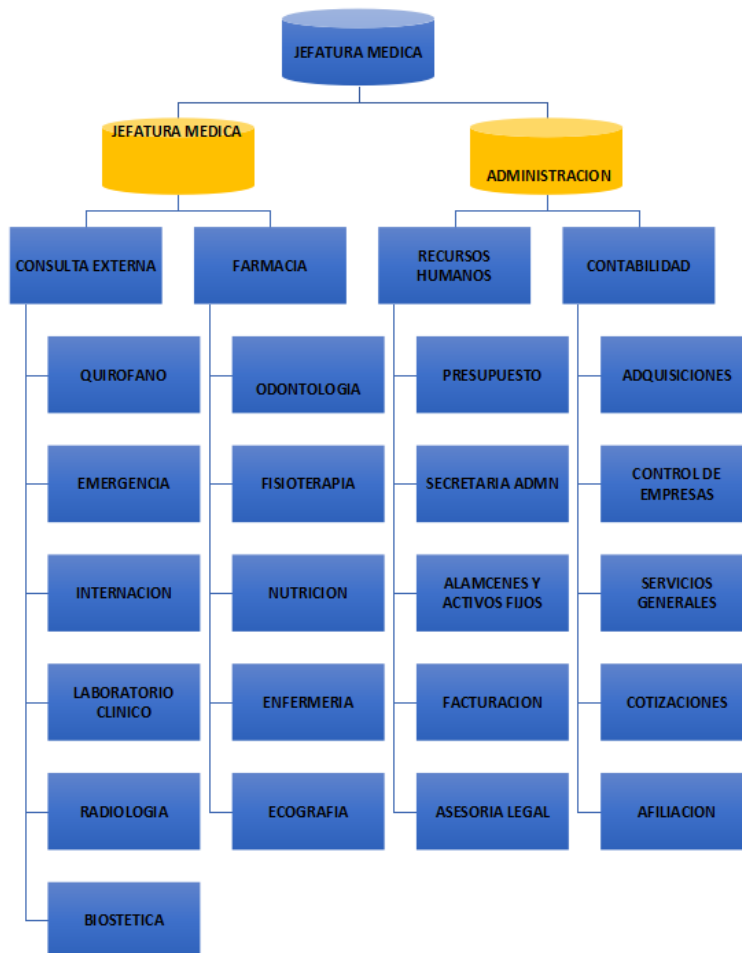 JEFATURA MEDICA
JEFATURA MEDICA
ADMINISTRACION
CONSULTA EXTERNA
FARMACIA
RECURSOS
HUMANOS
CONTABILIDAD
QUIROFANO
ODONTOLOGIA
PRESUPUESTO
ADQUISICIONES
EMERGENCIA
FISIOTERAPIA
SECRETARIA ADMN
CONTROL DE
EMPRESAS
INTERNACION
NUTRICION
ALAMCENES Y
ACTIVOS FIJOS
SERVICIOS
GENERALES
LABORATORIO
CLINICO
ENFERMERIA
FACTURACION
COTIZACIONES
RADIOLOGIA
ECOGRAFIA
ASESORIA LEGAL
AFILIACION
BIOSTETICA